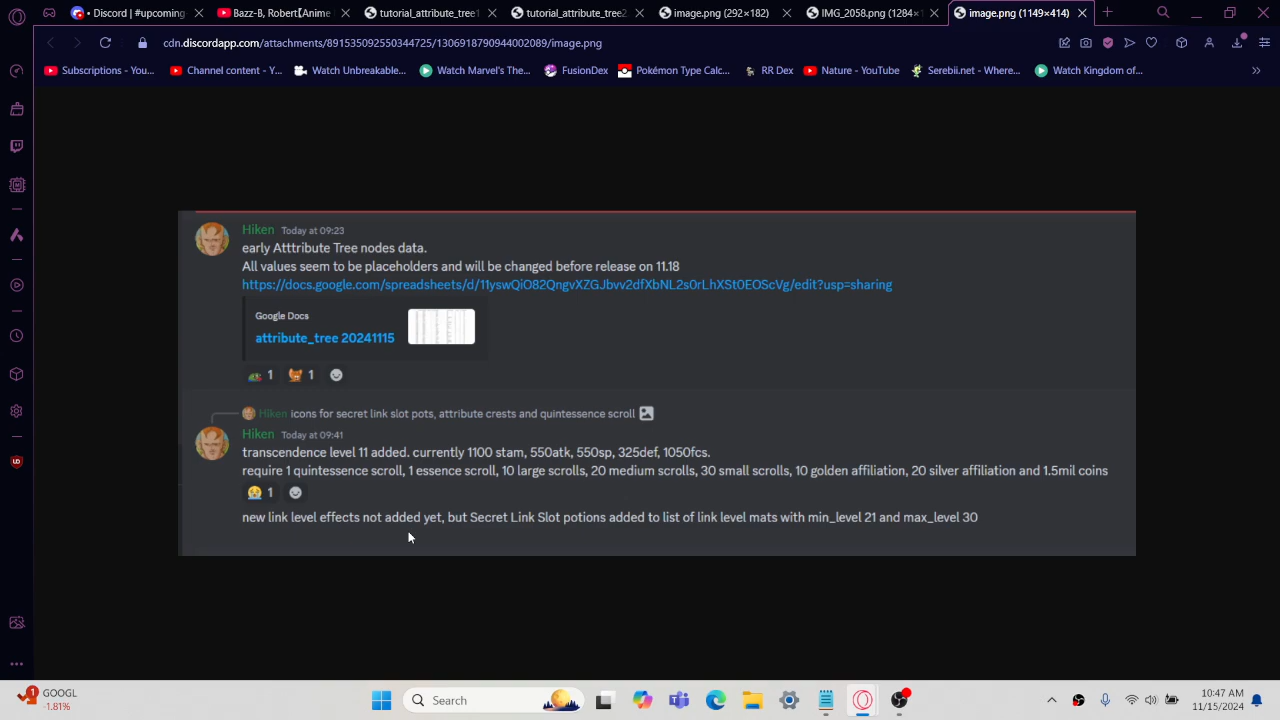 • Discord | #upcoming
Bazz-B, Robert【Anime
tutorial_attribute_tree1
tutorial_attribute_tree2
image.png (292×182)
IMG_2058.png (1284×1
image.png (1149×414)
cdn.discordapp.com/attachments/891535092550344725/1306918790944002089/image.png
Subscriptions - You...
Channel content - Y...
Watch Unbreakable...
Watch Marvel's The...
FusionDex
Pokémon Type Calc...
RR Dex
Nature - YouTube
Serebii.net - Where...
Watch Kingdom of...
Hiken Today at 09:23
early Atttribute Tree nodes data.
All values seem to be placeholders and will be changed before release on 11.18
https://docs.google.com/spreadsheets/d/11yswQiO82QngvXZGJbvv2dfXbNL2s0rLhXSt0EOScVg/edit?usp=sharing
Google Docs
attribute_tree 20241115
1 1
Hiken icons for secret link slot pots, attribute crests and quintessence scroll
Hiken Today at 09:41
transcendence level 11 added. currently 1100 stam, 550atk, 550sp, 325def, 1050fcs.
require 1 quintessence scroll, 1 essence scroll, 10 large scrolls, 20 medium scrolls, 30 small scrolls, 10 golden affiliation, 20 silver affiliation and 1.5mil coins
1
new link level effects not added yet, but Secret Link Slot potions added to list of link level mats with min_level 21 and max_level 30
1
GOOGL
-1.81%
Search
10:47 AM
11/15/2024